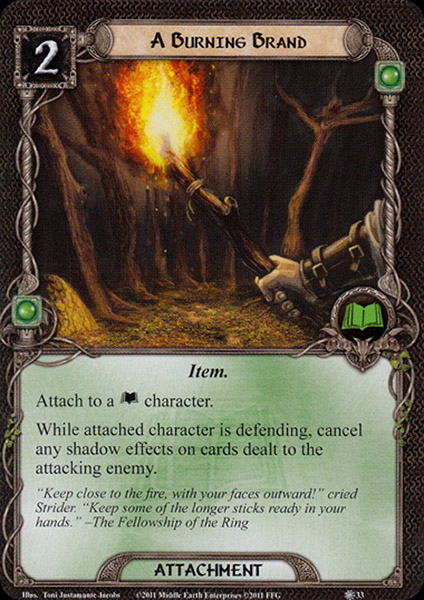 2
A Burning Brand
Item.
Attach to a character.
While attached character is defending, cancel
any shadow effects on cards dealt to the
attacking enemy.
“Keep close to the fire, with your faces outward!” cried
Strider. “Keep some of the longer sticks ready in your
hands.” –The Fellowship of the Ring
ATTACHMENT
Illus. Toni Justamante Jacobs ©2011 Middle Earth Enterprises ©2011 FFG 33